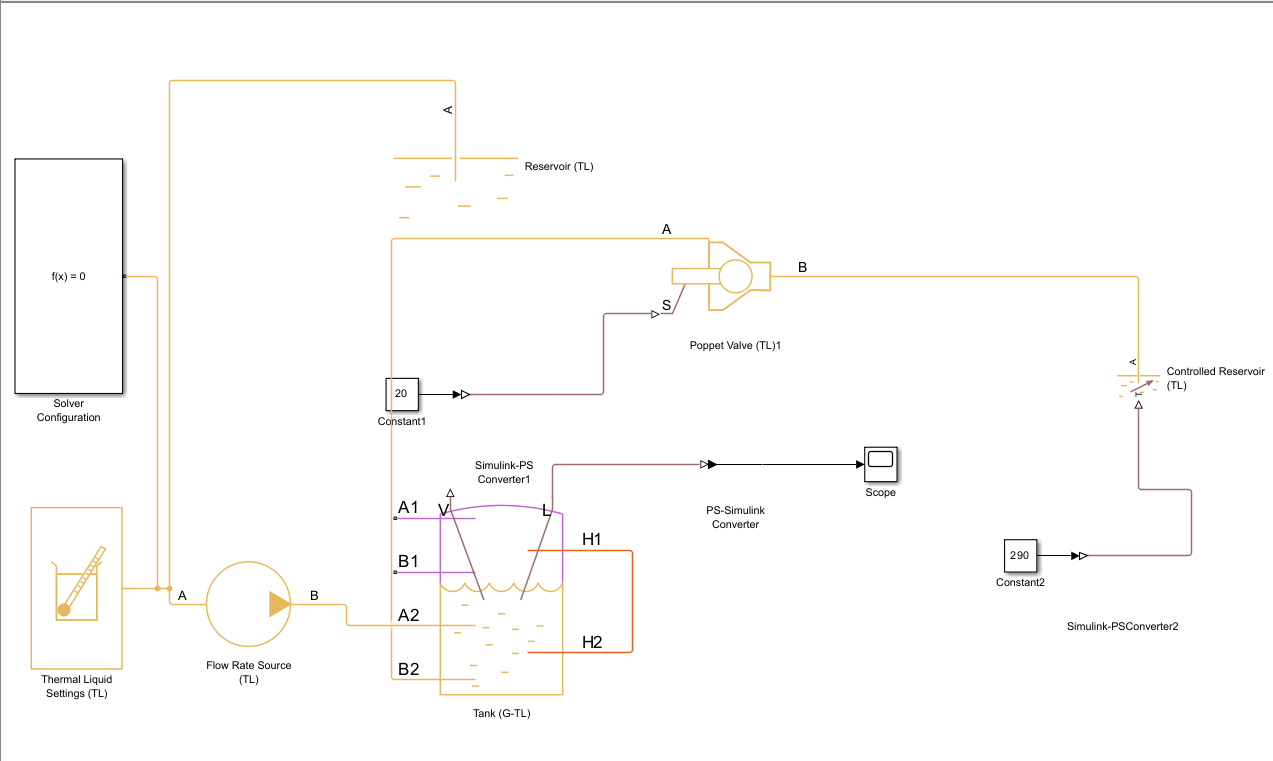 A
Reservoir (TL)
A
B
f(x) = 0
S
Poppet Valve (TL)1
A
Controlled Reservoir
(TL)
T
20
Constant1
Solver
Configuration
Simulink-PS
Converter1
Scope
PS-Simulink
Converter
A1
V
L
H1
B1
290
Constant2
A
B
A2
H2
Simulink-PSConverter2
Flow Rate Source
(TL)
B2
Thermal Liquid
Settings (TL)
Tank (G-TL)